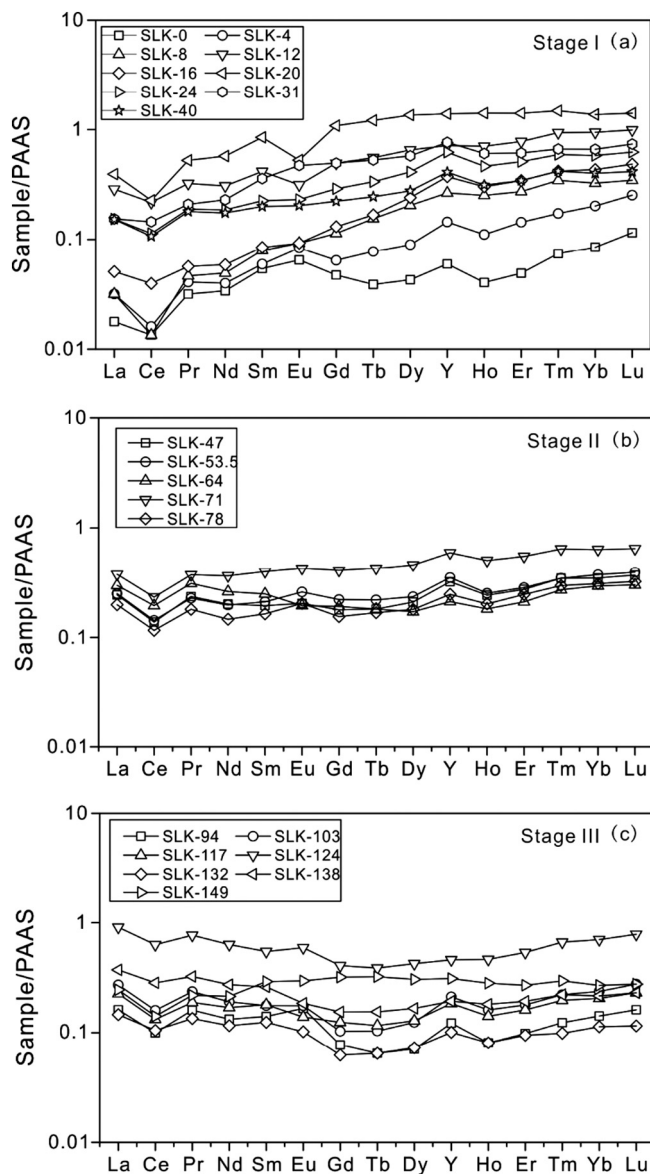 Stage I (a)
SLK-0 SLK-4
SLK-8 SLK-12
SLK-16 SLK-20
SLK-24 SLK-31
SLK-40
Sample/PAAS
10
1
0.1
0.01
La Ce Pr Nd Sm Eu Gd Tb Dy Y Ho Er Tm Yb Lu
Stage II (b)
SLK-47
SLK-53.5
SLK-64
SLK-71
SLK-78
Sample/PAAS
10
1
0.1
0.01
La Ce Pr Nd Sm Eu Gd Tb Dy Y Ho Er Tm Yb Lu
Stage III (c)
SLK-94 SLK-103
SLK-117 SLK-124
SLK-132 SLK-138
SLK-149
Sample/PAAS
10
1
0.1
0.01
La Ce Pr Nd Sm Eu Gd Tb Dy Y Ho Er Tm Yb Lu